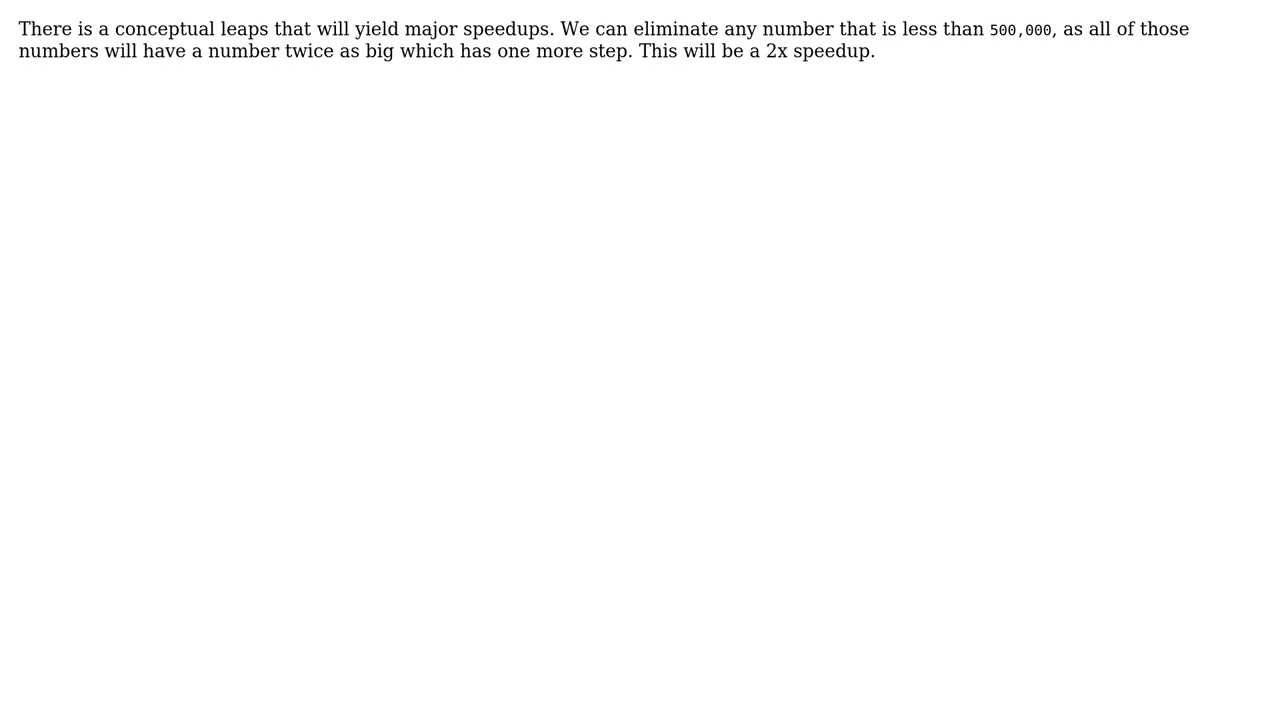 There is a conceptual leaps that will yield major speedups. We can eliminate any number that is less than 500,000, as all of those
numbers will have a number twice as big which has one more step. This will be a 2x speedup.